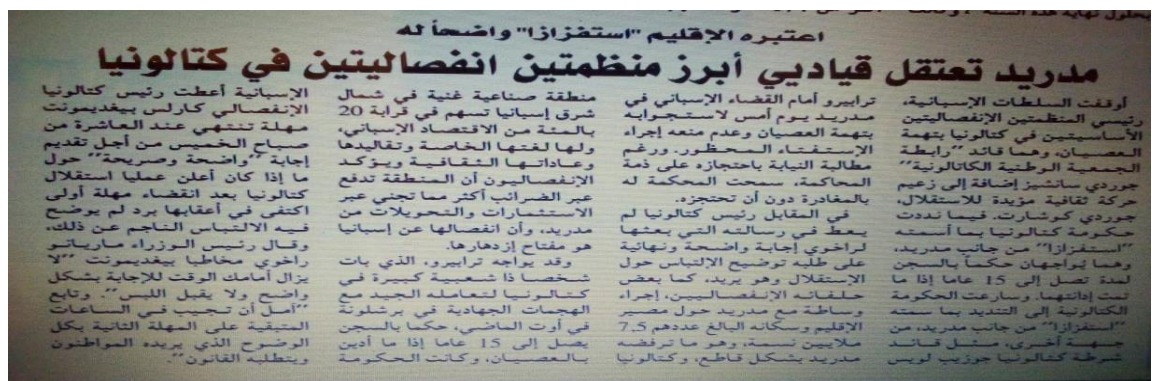 اعتبره الإقليم "استفزازا" واضحاً له
مدريد تعتقل قياديي أبرز منظمتين انفصاليتين في كتالونيا
أوقفت السلطات الإسبانية،
رئيسي المنظمتين الإنفصاليتين
الأساسيتين في كتالونيا بتهمة
العصيان، وهما قائد "رابطة
الجمعية الوطنية الكاتالونية"
جوردي سانشيز إضافة إلى زعيم
حركة ثقافية مؤيدة للاستقلال،
جوردي كوشارت. فيما نددت
حكومة كتالونيا بما أسمته
"استفزازا" من جانب مدريد،
وهما يُواجهان حكماً بالسجن
لمدة تصل إلى 15 عاما إذا ما
تمت إدانتهما. وسارعت الحكومة
الكتالونية إلى التنديد بما سمته
"استفزازا" من جانب مدريد، من
جهة أخرى، مثل قائد
شرطة كتالونيا جوزيب لويس
ترابيرو أمام القضاء الإسباني في
مدريد يوم أمس لاستجوابه
بتهمة العصيان وعدم منعه إجراء
الإستفتاء المحظور. ورغم
مطالبة النيابة باحتجازه على ذمة
المحاكمة، سمحت المحكمة له
بالمغادرة دون أن تحتجزه.
في المقابل رئيس كتالونيا لم
يعط في رسالته التي بعثها
لراخوي إجابة واضحة ونهائية
على طلبه توضيح الإلتباس حول
الإستقلال وهو يريد، كما بعض
حلفائه الإنفصاليين، إجراء
وساطة مع مدريد حول مصير
الإقليم وسكانه البالغ عددهم 7,5
ملايين نسمة، وهو ما ترفضه
مدريد بشكل قاطع، وكتالونيا
منطقة صناعية غنية في شمال
شرق إسبانيا تسهم في قرابة 20
بالمئة من الاقتصاد الإسباني،
ولها لغتها الخاصة وتقاليدها
وعاداتها الثقافية ويؤكد
الإنفصاليون أن المنطقة تدفع
عبر الضرائب أكثر مما تجني عبر
الاستثمارات والتحويلات من
مدريد، وأن انفصالها عن إسبانيا
هو مفتاح إزدهارها.
وقد يواجه ترابيرو، الذي بات
شخصا ذا شعبية كبيرة في
كتالونيا لتعامله الجيد مع
الهجمات الجهادية في برشلونة
في أوت الماضي، حكما بالسجن
يصل إلى 15 عاما إذا ما أدين
بالعصيان، وكانت الحكومة
الإسبانية أعطت رئيس كتالونيا
الإنفصالي كارلس بيغديمونت
مهلة تنتهي عند العاشرة من
صباح الخميس من أجل تقديم
إجابة "واضحة وصريحة" حول
ما إذا كان أعلن عمليا استقلال
كتالونيا بعد انقضاء مهلة أولى
اكتفى في أعقابها برد لم يوضح
فيه الالتباس الناجم عن ذلك،
وقال رئيس الوزراء ماريانو
راخوي مخاطبا بيغديمونت "لا
يزال أمامك الوقت للإجابة بشكل
واضح ولا يقبل اللبس". وتابع
"آمل أن تجيب في الساعات
المتبقية على المهلة الثانية بكل
الوضوح الذي يريده المواطنون
ويتطلبه القانون".